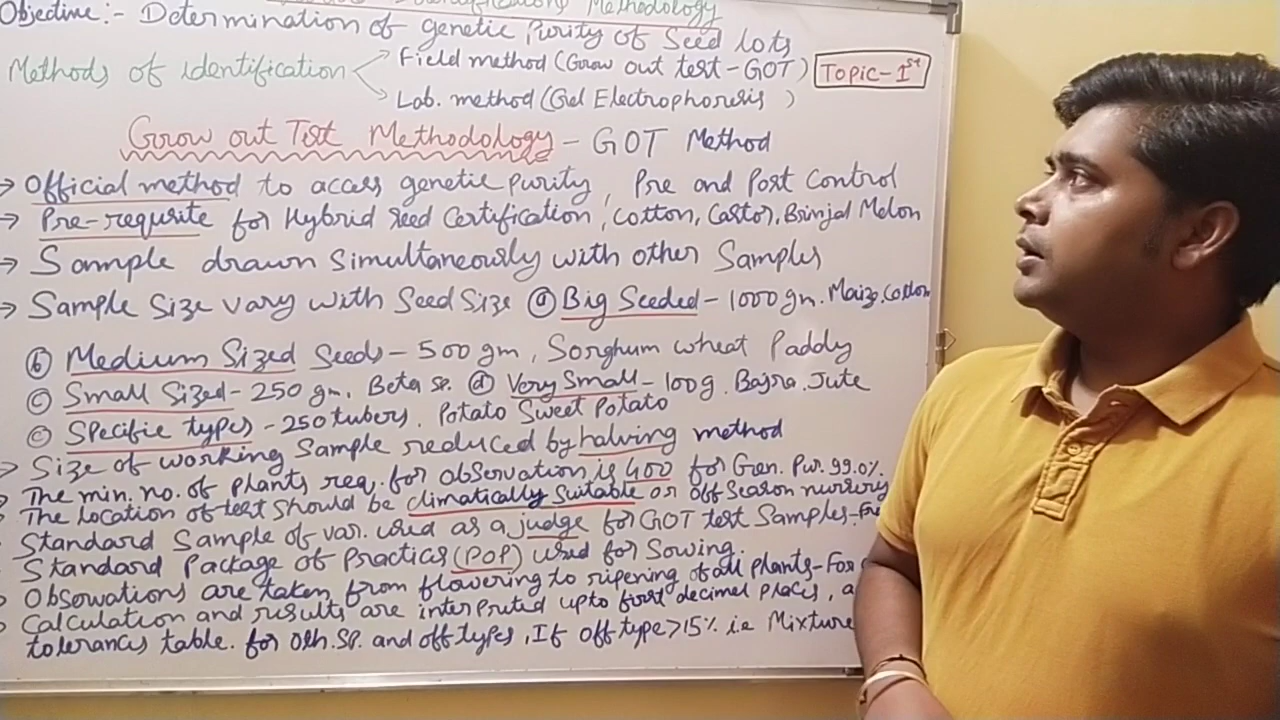 Identification Methodology
Objective:- Determination of genetic Purity of Seed lots
Methods of identification
Field method (Grow out test-GOT)
Lab. method (Gel Electrophoresis )
Topic-1st
Grow out Test Methodology - GOT Method
→ Official method to access genetic purity, Pre and Post Control
→ Pre-requsite for Hybrid seed Certification, Cotton, Castor, Brinjal Melon
→ Sample drawn simultaneously with other Samples
→ Sample Size vary with Seed Size ⓐ Big Seeded - 1000 gm. Maize, Cotton
ⓑ Medium Sized Seeds - 500 gm, Sorghum wheat Paddy
ⓒ Small Sized - 250 gm. Beta sp. ⓓ Very Small - 100 g. Bajra. Jute
ⓔ Specific types - 250 tubers. Potato Sweet Potato
→ Size of working Sample reduced by halving method
The min. no. of plants req. for observation is 400 for Gen. Pur. 99.0%.
The location of test should be climatically suitable or off Season nursery
Standard Sample of var. used as a judge for GOT test Samples -
Standard Package of Practics (POP) used for Sowing.
Observations are taken from flowering to ripening of all plants - For
Calculation and results are interpruted upto first decimal places, a
tolerances table. for Oth. SP. and off types, If off type >15% i.e Mixture